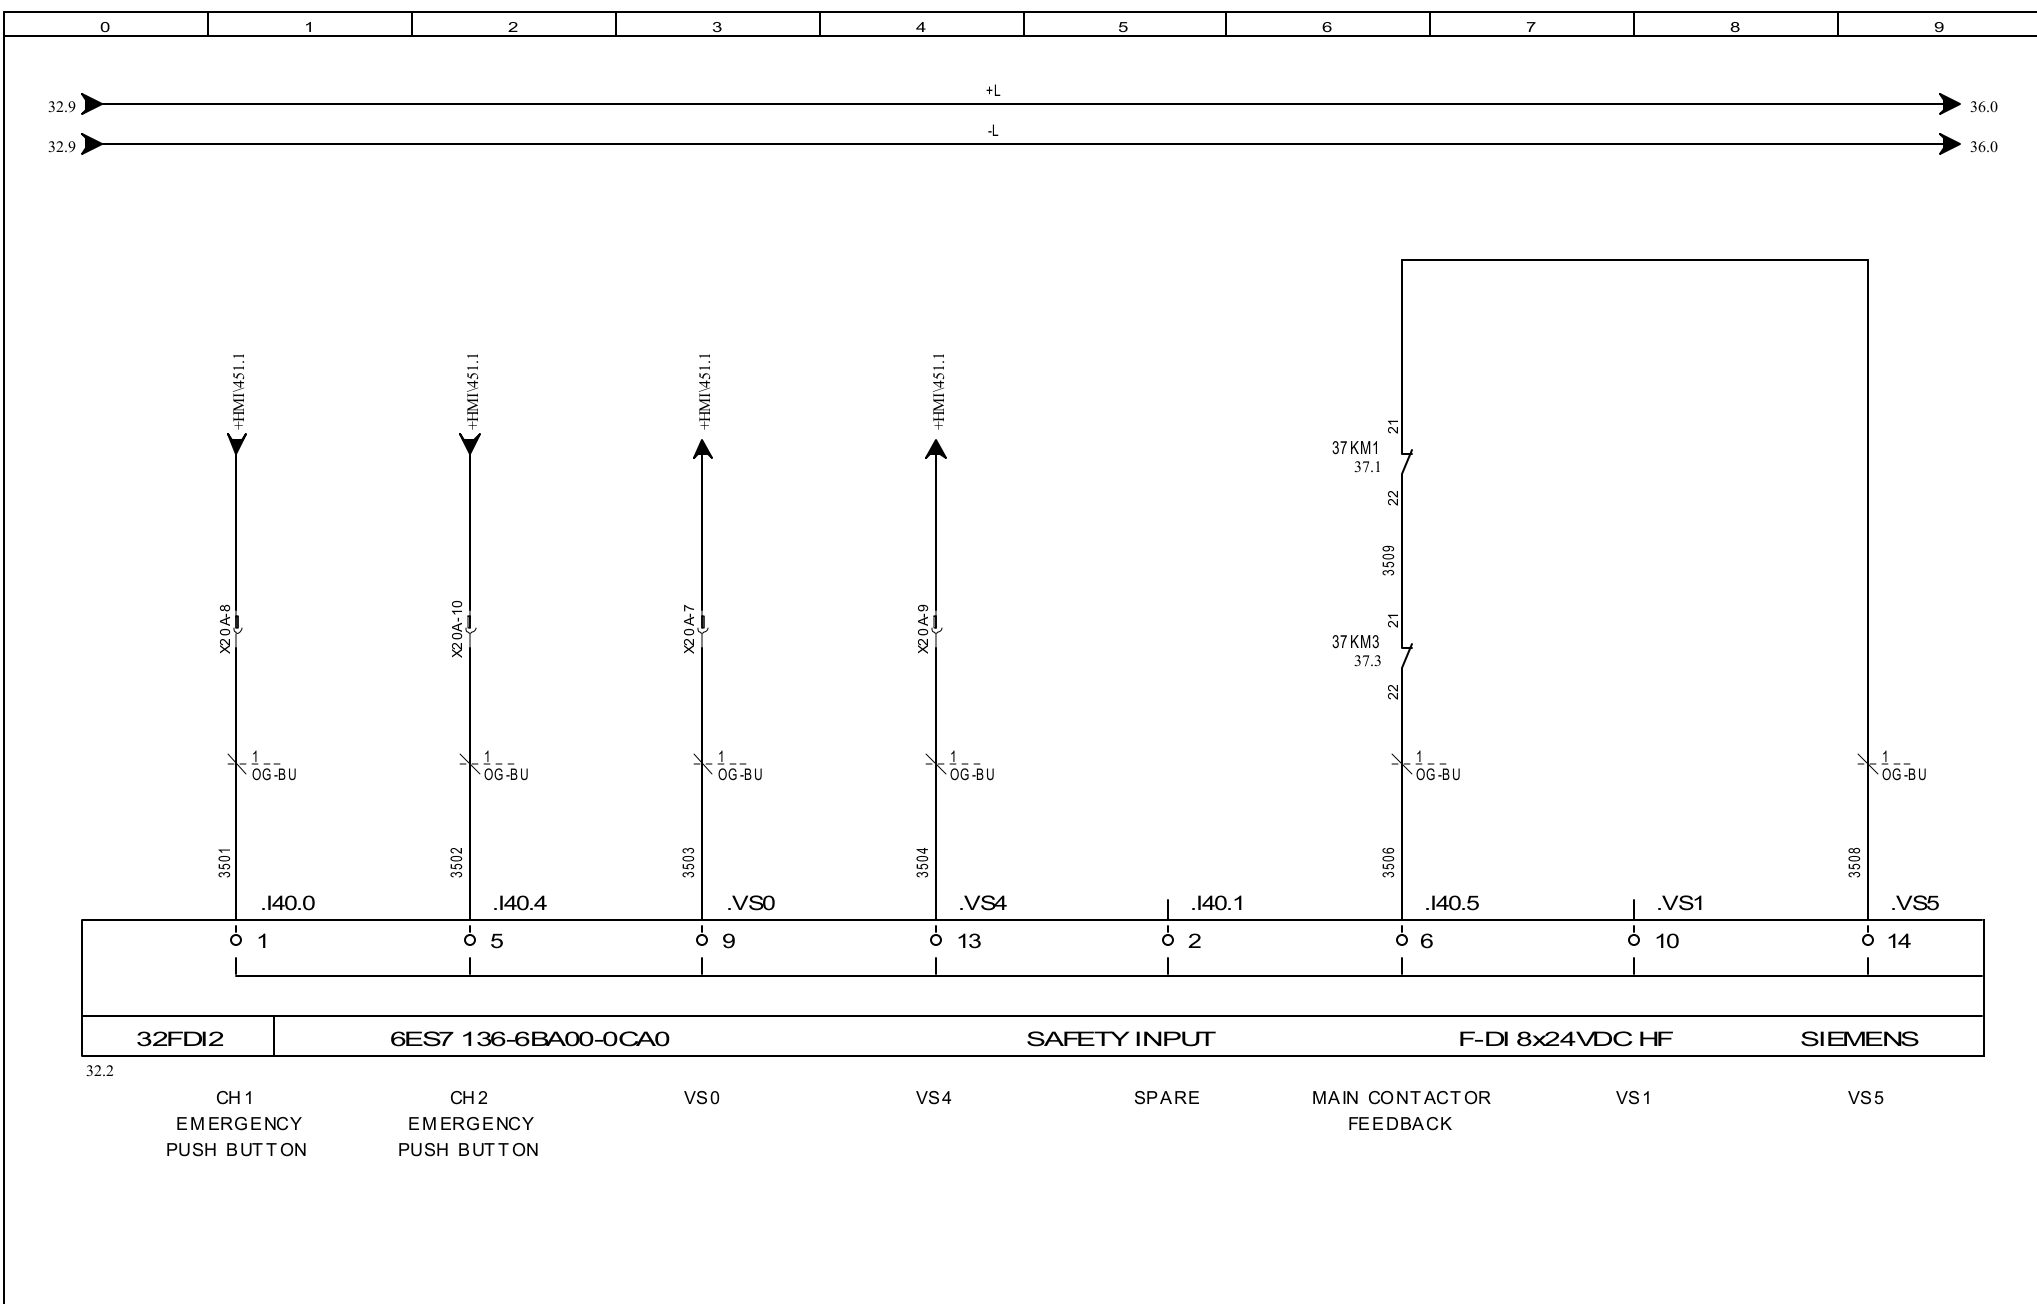 0 1 2 3 4 5 6 7 8 9
+L
32.9 36.0
-L
32.9 36.0
+HMI\451.1 +HMI\451.1 +HMI\451.1 +HMI\451.1
21
37KM1
37.1
22
3509
X20A-8 X20A-10 X20A-7 X20A-9
21
37KM3
37.3
22
1 1 1 1 1 1
OG-BU OG-BU OG-BU OG-BU OG-BU OG-BU
3501 3502 3503 3504 3506 3508
.I40.0 .I40.4 .VS0 .VS4 .I40.1 .I40.5 .VS1 .VS5
1 5 9 13 2 6 10 14
32FDI2 6ES7 136-6BA00-0CA0 SAFETY INPUT F-DI 8x24VDC HF SIEMENS
32.2
CH1 CH2 VS0 VS4 SPARE MAIN CONTACTOR VS1 VS5
EMERGENCY EMERGENCY FEEDBACK
PUSH BUTTON PUSH BUTTON